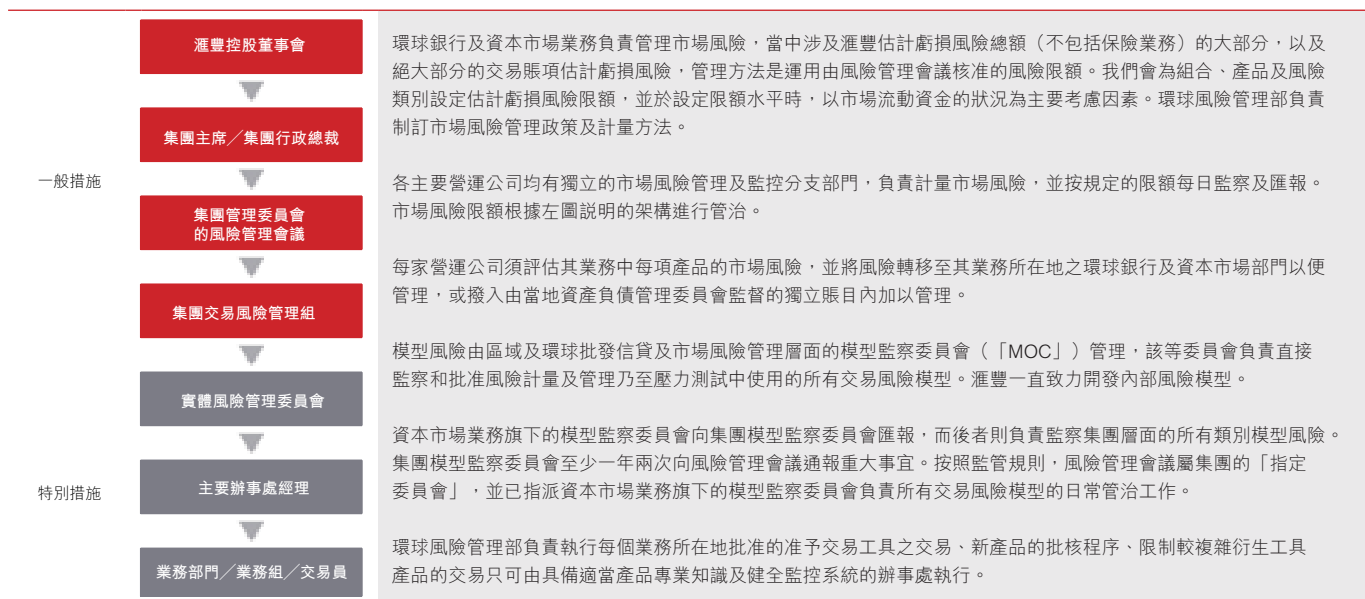 一般措施
特別措施
滙豐控股董事會
集團主席╱集團行政總裁
集團管理委員會
的風險管理會議
集團交易風險管理組
實體風險管理委員會
主要辦事處經理
業務部門╱業務組╱交易員
環球銀行及資本市場業務負責管理市場風險，當中涉及滙豐估計虧損風險總額（不包括保險業務）的大部分，以及
絕大部分的交易賬項估計虧損風險，管理方法是運用由風險管理會議核准的風險限額。我們會為組合、產品及風險
類別設定估計虧損風險限額，並於設定限額水平時，以市場流動資金的狀況為主要考慮因素。環球風險管理部負責
制訂市場風險管理政策及計量方法。
各主要營運公司均有獨立的市場風險管理及監控分支部門，負責計量市場風險，並按規定的限額每日監察及匯報。
市場風險限額根據左圖説明的架構進行管治。
每家營運公司須評估其業務中每項產品的市場風險，並將風險轉移至其業務所在地之環球銀行及資本市場部門以便
管理，或撥入由當地資產負債管理委員會監督的獨立賬目內加以管理。
模型風險由區域及環球批發信貸及市場風險管理層面的模型監察委員會（「MOC」）管理，該等委員會負責直接
監察和批准風險計量及管理乃至壓力測試中使用的所有交易風險模型。滙豐一直致力開發內部風險模型。
資本市場業務旗下的模型監察委員會向集團模型監察委員會匯報，而後者則負責監察集團層面的所有類別模型風險。
集團模型監察委員會至少一年兩次向風險管理會議通報重大事宜。按照監管規則，風險管理會議屬集團的「指定
委員會」，並已指派資本市場業務旗下的模型監察委員會負責所有交易風險模型的日常管治工作。
環球風險管理部負責執行每個業務所在地批准的准予交易工具之交易、新產品的批核程序、限制較複雜衍生工具
產品的交易只可由具備適當產品專業知識及健全監控系統的辦事處執行。